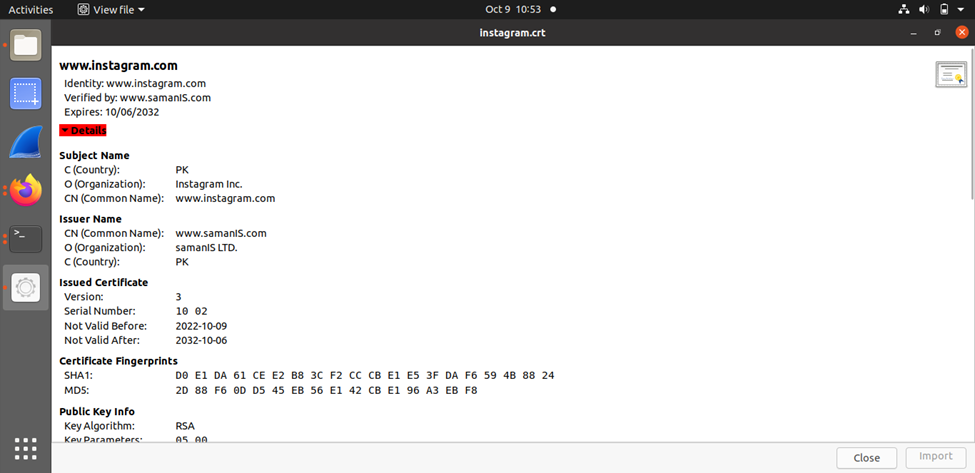 Activities View file Oct 9 10:53
instagram.crt
www.instagram.com
Identity: www.instagram.com
Verified by: www.samanIS.com
Expires: 10/06/2032
Details
Subject Name
C (Country): PK
O (Organization): Instagram Inc.
CN (Common Name): www.instagram.com
Issuer Name
CN (Common Name): www.samanIS.com
O (Organization): samanIS LTD.
C (Country): PK
Issued Certificate
Version: 3
Serial Number: 10 02
Not Valid Before: 2022-10-09
Not Valid After: 2032-10-06
Certificate Fingerprints
SHA1: D0 E1 DA 61 CE E2 B8 3C F2 CC CB E1 E5 3F DA F6 59 4B 88 24
MD5: 2D 88 F6 0D D5 45 EB 56 E1 42 CB E1 96 A3 EB F8
Public Key Info
Key Algorithm: RSA
Key Parameters: 05 00
Close Import